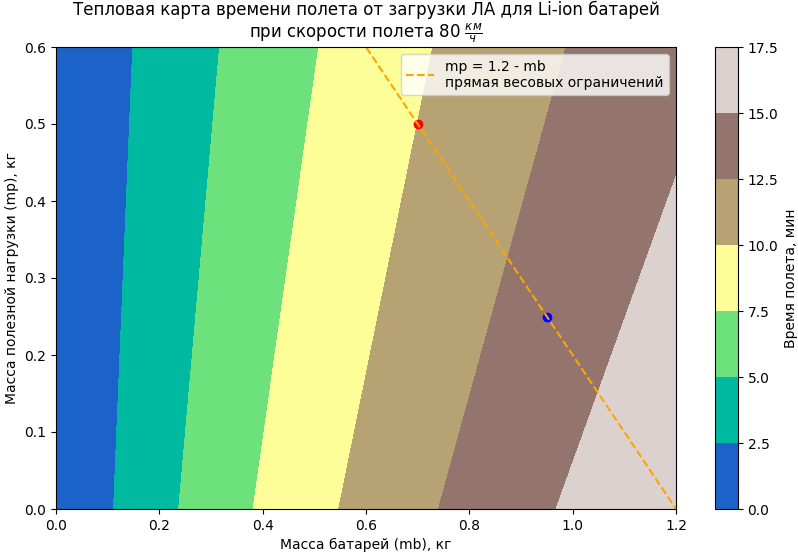 Тепловая карта времени полета от загрузки ЛА для Li-ion батарей
при скорости полета 80 км/ч
mp = 1.2 - mb
прямая весовых ограничений
Масса полезной нагрузки (mp), кг
0.6
0.5
0.4
0.3
0.2
0.1
0.0
0.0 0.2 0.4 0.6 0.8 1.0 1.2
Масса батарей (mb), кг
17.5
15.0
12.5
10.0
7.5
5.0
2.5
0.0
Время полета, мин